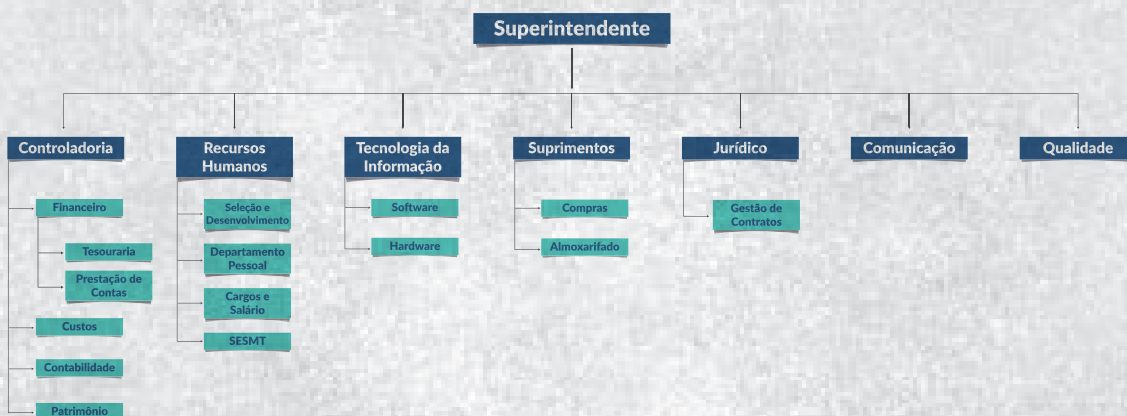 Superintendente
Controladoria
Recursos
Humanos
Tecnologia da
Informação
Suprimentos
Jurídico
Comunicação
Qualidade
Financeiro
Tesouraria
Prestação de
Contas
Custos
Contabilidade
Patrimônio
Seleção e
Desenvolvimento
Departamento
Pessoal
Cargos e
Salário
SESMT
Software
Hardware
Compras
Almoxarifado
Gestão de
Contratos